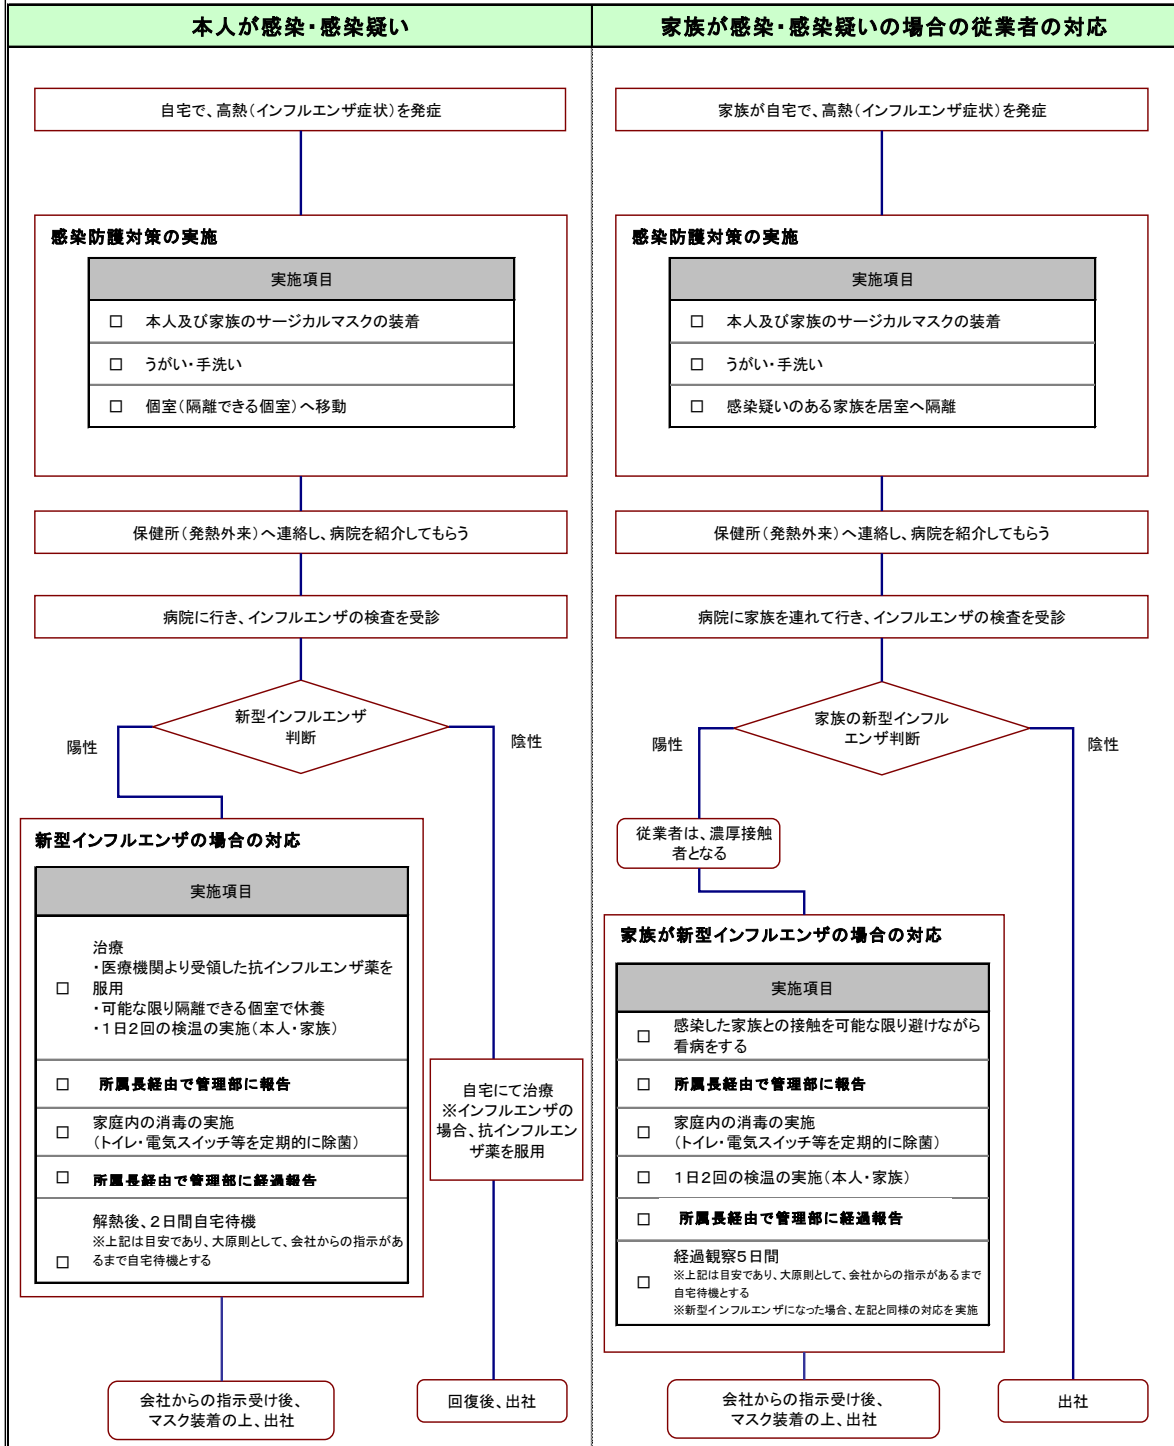 本人が感染・感染疑い
自宅で、高熱（インフルエンザ症状）を発症
感染防護対策の実施
実施項目
□ 本人及び家族のサージカルマスクの装着
□ うがい・手洗い
□ 個室（隔離できる個室）へ移動
保健所（発熱外来）へ連絡し、病院を紹介してもらう
病院に行き、インフルエンザの検査を受診
新型インフルエンザ
判断
陽性
陰性
新型インフルエンザの場合の対応
実施項目
治療
・医療機関より受領した抗インフルエンザ薬を
□ 服用
・可能な限り隔離できる個室で休養
・1日2回の検温の実施（本人・家族）
□ 所属長経由で管理部に報告
家庭内の消毒の実施
□ （トイレ・電気スイッチ等を定期的に除菌）
□ 所属長経由で管理部に経過報告
解熱後、2日間自宅待機
※上記は目安であり、大原則として、会社からの指示があ
□ るまで自宅待機とする
自宅にて治療
※インフルエンザの
場合、抗インフルエン
ザ薬を服用
会社からの指示受け後、
マスク装着の上、出社
回復後、出社
家族が感染・感染疑いの場合の従業者の対応
家族が自宅で、高熱（インフルエンザ症状）を発症
感染防護対策の実施
実施項目
□ 本人及び家族のサージカルマスクの装着
□ うがい・手洗い
□ 感染疑いのある家族を居室へ隔離
保健所（発熱外来）へ連絡し、病院を紹介してもらう
病院に家族を連れて行き、インフルエンザの検査を受診
家族の新型インフル
エンザ判断
陽性
陰性
従業者は、濃厚接触
者となる
家族が新型インフルエンザの場合の対応
実施項目
□ 感染した家族との接触を可能な限り避けながら
看病をする
□ 所属長経由で管理部に報告
家庭内の消毒の実施
□ （トイレ・電気スイッチ等を定期的に除菌）
□ 1日2回の検温の実施（本人・家族）
□ 所属長経由で管理部に経過報告
経過観察5日間
※上記は目安であり、大原則として、会社からの指示があるまで
□ 自宅待機とする
※新型インフルエンザになった場合、左記と同様の対応を実施
会社からの指示受け後、
マスク装着の上、出社
出社